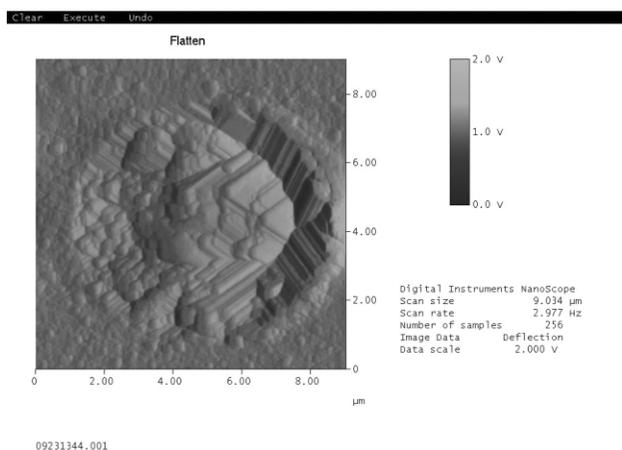 Clear Execute Undo
Flatten
2.0 V
1.0 V
0.0 V
8.00
6.00
4.00
2.00
0
0 2.00 4.00 6.00 8.00
µm
Digital Instruments NanoScope
Scan size 9.034 µm
Scan rate 2.977 Hz
Number of samples 256
Image Data Deflection
Data scale 2.000 V
09231344.001